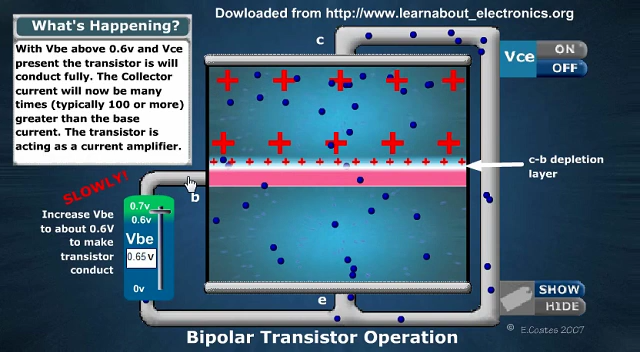 Dowloaded from http://www.learnabout_electronics.org
What's Happening?
With Vbe above 0.6v and Vce
present the transistor is will
conduct fully. The Collector
current will now be many
times (typically 100 or more)
greater than the base
current. The transistor is
acting as a current amplifier.
c
Vce
ON
OFF
c-b depletion
layer
SLOWLY!
b
Increase Vbe
to about 0.6V
to make
transistor
conduct
0.7v
0.6v
Vbe
0.65 v
0v
e
SHOW
HIDE
© E.Coates 2007
Bipolar Transistor Operation